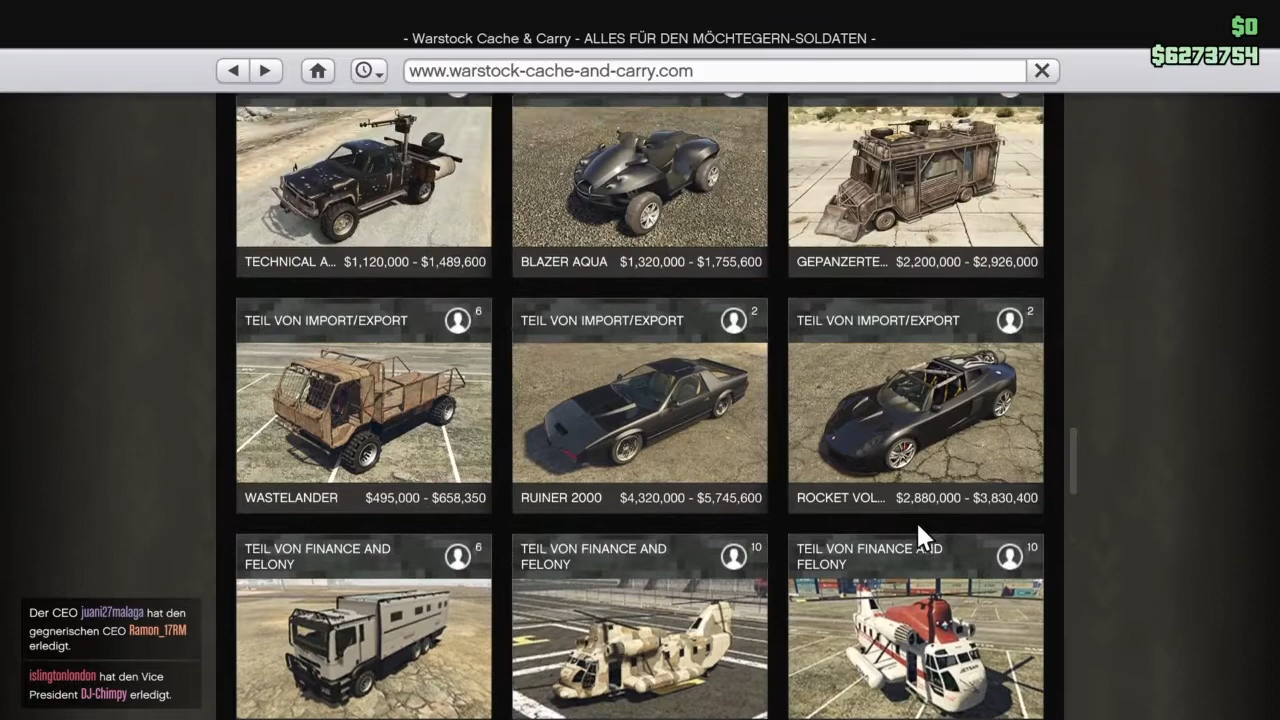 $0
- Warstock Cache & Carry - ALLES FÜR DEN MÖCHTEGERN-SOLDATEN -
$6273754
www.warstock-cache-and-carry.com
TECHNICAL A... $1,120,000 - $1,489,600
BLAZER AQUA $1,320,000 - $1,755,600
GEPANZERTE... $2,200,000 - $2,926,000
TEIL VON IMPORT/EXPORT 6
TEIL VON IMPORT/EXPORT 2
TEIL VON IMPORT/EXPORT 2
WASTELANDER $495,000 - $658,350
RUINER 2000 $4,320,000 - $5,745,600
ROCKET VOL... $2,880,000 - $3,830,400
TEIL VON FINANCE AND
FELONY
6
TEIL VON FINANCE AND
FELONY
10
TEIL VON FINANCE AND
FELONY
10
Der CEO juani27malaga hat den
gegnerischen CEO Ramon_17RM
erledigt.
islingtonlondon hat den Vice
President DJ-Chimpy erledigt.